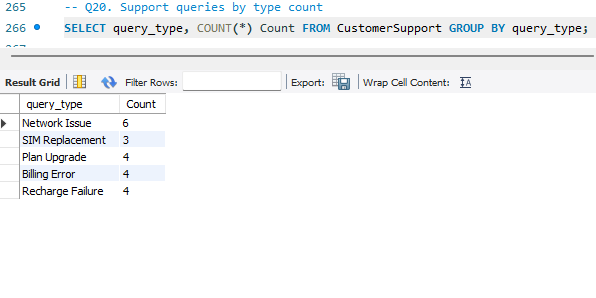 265 -- Q20. Support queries by type count
266 SELECT query_type, COUNT(*) Count FROM CustomerSupport GROUP BY query_type;
Result Grid Filter Rows: Export: Wrap Cell Content: IA
query_type Count
Network Issue 6
SIM Replacement 3
Plan Upgrade 4
Billing Error 4
Recharge Failure 4